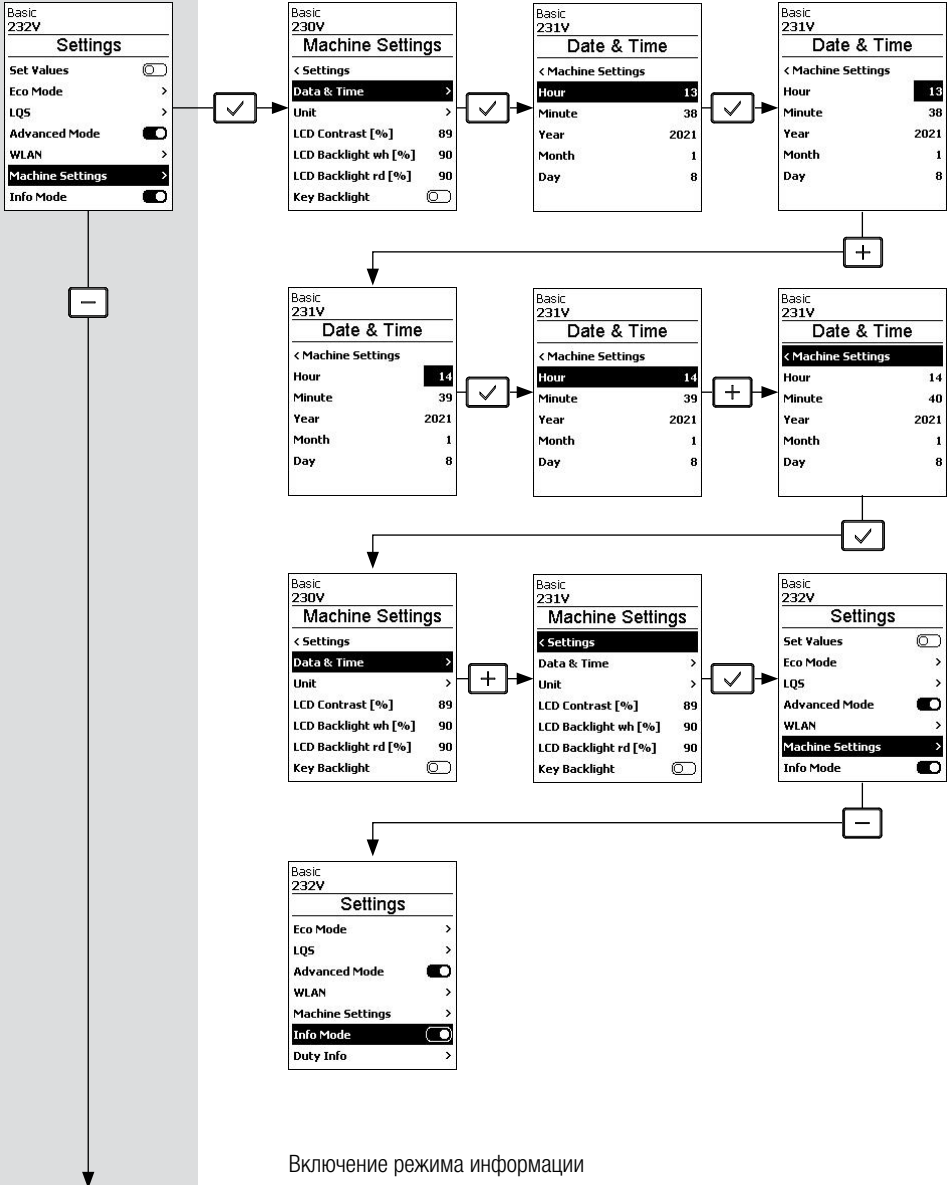 Basic
232V
Settings
Set Values
Eco Mode >
LQS >
Advanced Mode
WLAN >
Machine Settings >
Info Mode
Basic
230V
Machine Settings
< Settings
Data & Time >
Unit >
LCD Contrast [%] 89
LCD Backlight wh [%] 90
LCD Backlight rd [%] 90
Key Backlight
Basic
231V
Date & Time
< Machine Settings
Hour 13
Minute 38
Year 2021
Month 1
Day 8
Basic
231V
Date & Time
< Machine Settings
Hour 13
Minute 38
Year 2021
Month 1
Day 8
Basic
231V
Date & Time
< Machine Settings
Hour 14
Minute 39
Year 2021
Month 1
Day 8
Basic
231V
Date & Time
< Machine Settings
Hour 14
Minute 39
Year 2021
Month 1
Day 8
Basic
231V
Date & Time
< Machine Settings
Hour 14
Minute 40
Year 2021
Month 1
Day 8
Basic
230V
Machine Settings
< Settings
Data & Time >
Unit >
LCD Contrast [%] 89
LCD Backlight wh [%] 90
LCD Backlight rd [%] 90
Key Backlight
Basic
231V
Machine Settings
< Settings
Data & Time >
Unit >
LCD Contrast [%] 89
LCD Backlight wh [%] 90
LCD Backlight rd [%] 90
Key Backlight
Basic
232V
Settings
Set Values
Eco Mode >
LQS >
Advanced Mode
WLAN >
Machine Settings >
Info Mode
Basic
232V
Settings
Eco Mode >
LQS >
Advanced Mode
WLAN >
Machine Settings >
Info Mode
Duty Info >
Включение режима информации